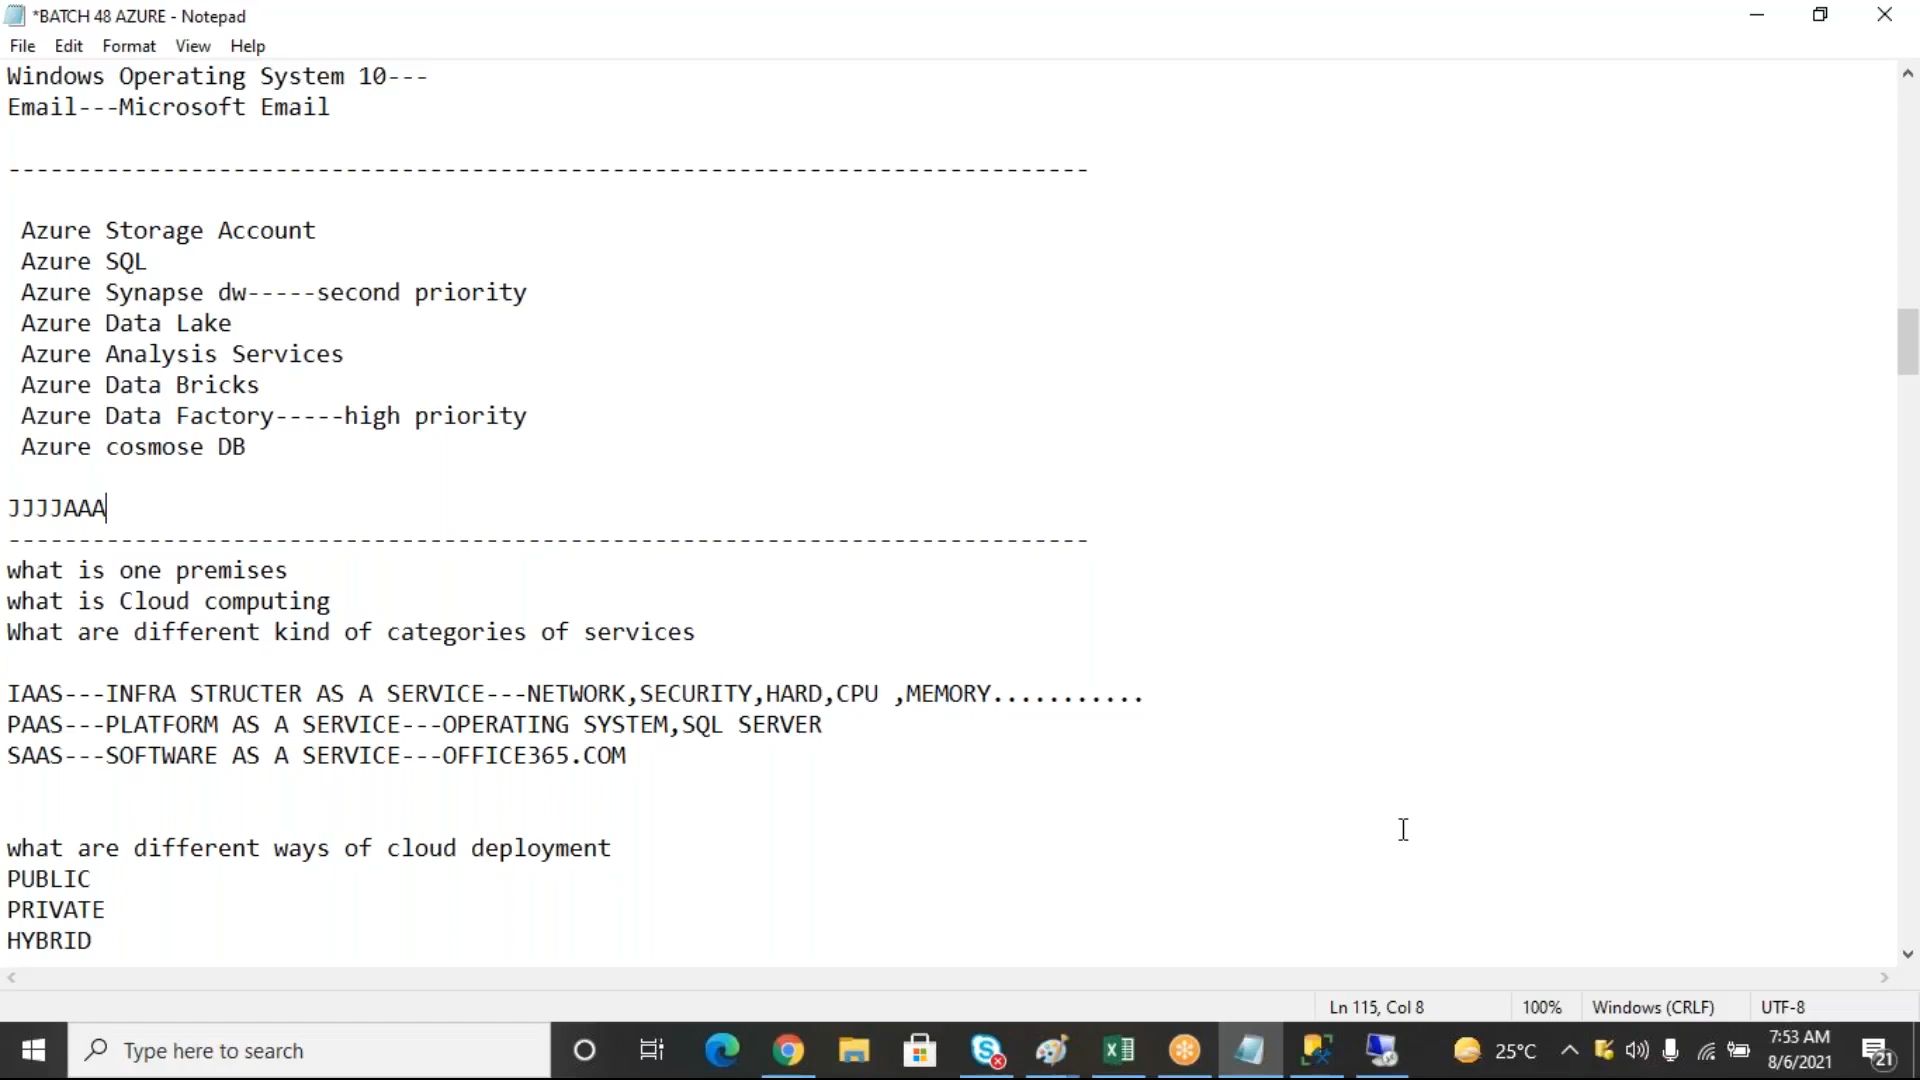 *BATCH 48 AZURE - Notepad
File Edit Format View Help
Windows Operating System 10---
Email---Microsoft Email
-----------------------------------------------------------------------------
Azure Storage Account
Azure SQL
Azure Synapse dw-----second priority
Azure Data Lake
Azure Analysis Services
Azure Data Bricks
Azure Data Factory-----high priority
Azure cosmose DB
JJJJAAA
-----------------------------------------------------------------------------
what is one premises
what is Cloud computing
What are different kind of categories of services
IAAS---INFRA STRUCTER AS A SERVICE---NETWORK,SECURITY,HARD,CPU ,MEMORY...........
PAAS---PLATFORM AS A SERVICE---OPERATING SYSTEM,SQL SERVER
SAAS---SOFTWARE AS A SERVICE---OFFICE365.COM
what are different ways of cloud deployment
PUBLIC
PRIVATE
HYBRID
Ln 115, Col 8 100% Windows (CRLF) UTF-8
Type here to search 25°C 7:53 AM
8/6/2021 21